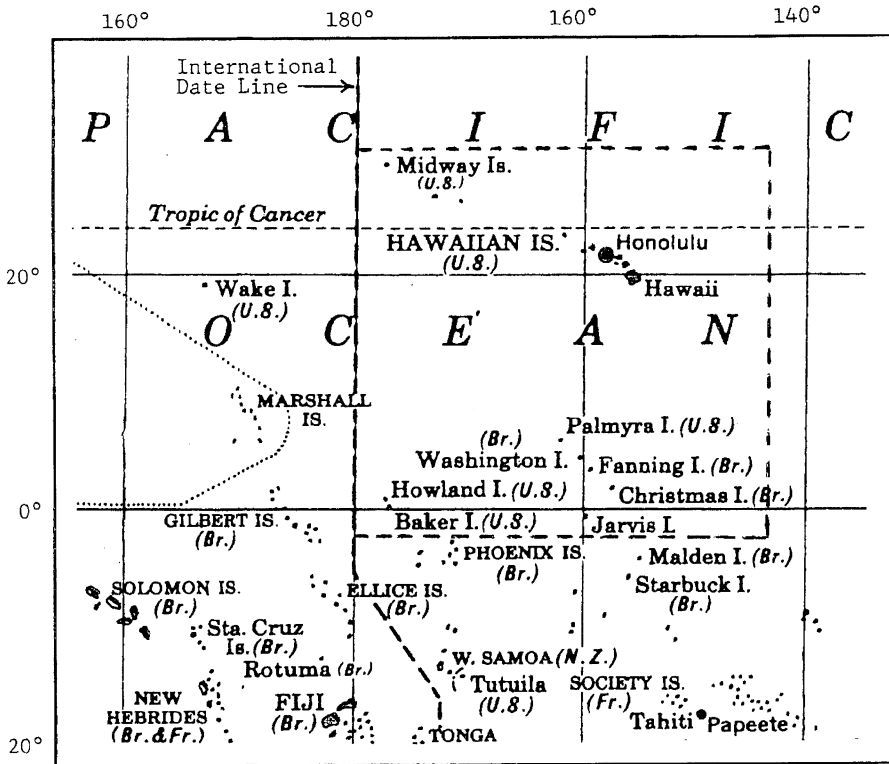 160° 180° 160° 140°
International
Date Line
P A C I F I C
Midway Is.
(U.S.)
Tropic of Cancer
HAWAIIAN IS.
(U.S.)
Honolulu
20°
Wake I.
(U.S.)
Hawaii
O C E A N
MARSHALL
IS.
Palmyra I. (U.S.)
(Br.)
Washington I.
Fanning I. (Br.)
Howland I. (U.S.)
Christmas I. (Br.)
0°
GILBERT IS.
(Br.)
Baker I. (U.S.)
Jarvis I.
PHOENIX IS.
(Br.)
Malden I. (Br.)
SOLOMON IS.
(Br.)
ELLICE IS.
(Br.)
Starbuck I.
(Br.)
Sta. Cruz
Is. (Br.)
Rotuma (Br.)
W. SAMOA (N.Z.)
Tutuila
(U.S.)
SOCIETY IS.
(Fr.)
NEW
HEBRIDES
(Br. & Fr.)
FIJI
(Br.)
Tahiti Papeete
20°
TONGA